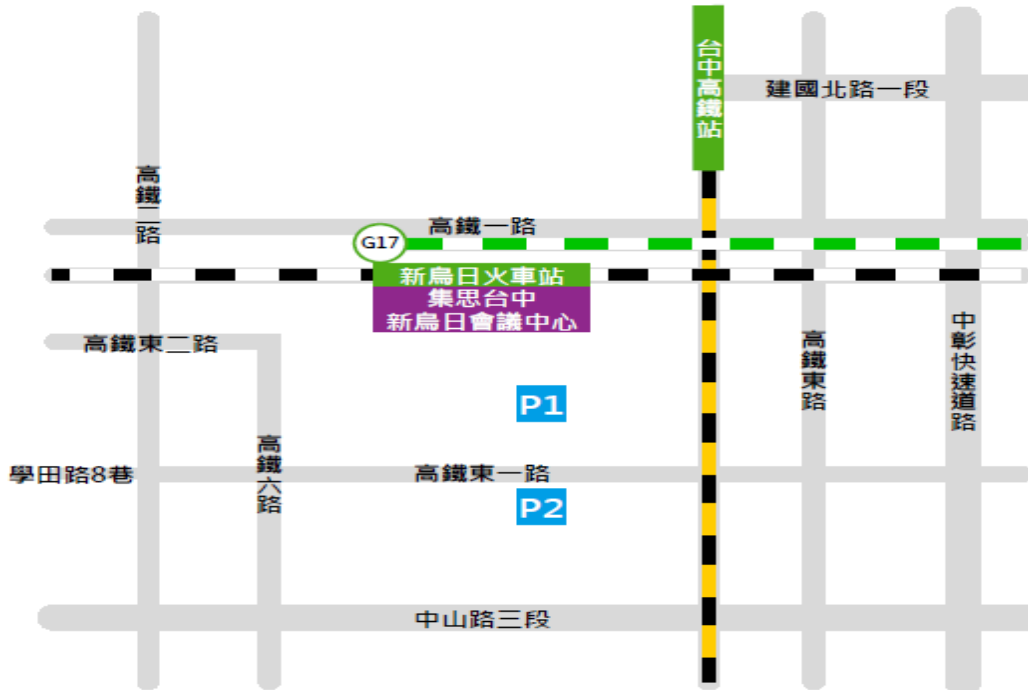 台中高鐵站
建國北路一段
高鐵二路
高鐵一路
G17
新烏日火車站
集思台中
新烏日會議中心
高鐵東二路
高鐵東路
中彰快速道路
P1
高鐵六路
學田路8巷
高鐵東一路
P2
中山路三段